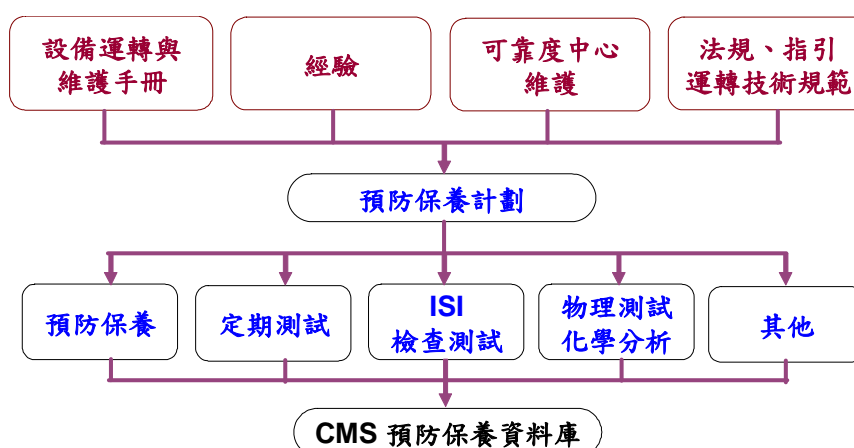 設備運轉與
維護手冊
經驗
可靠度中心
維護
法規、指引
運轉技術規範
預防保養計劃
預防保養
定期測試
ISI
檢查測試
物理測試
化學分析
其他
CMS 預防保養資料庫